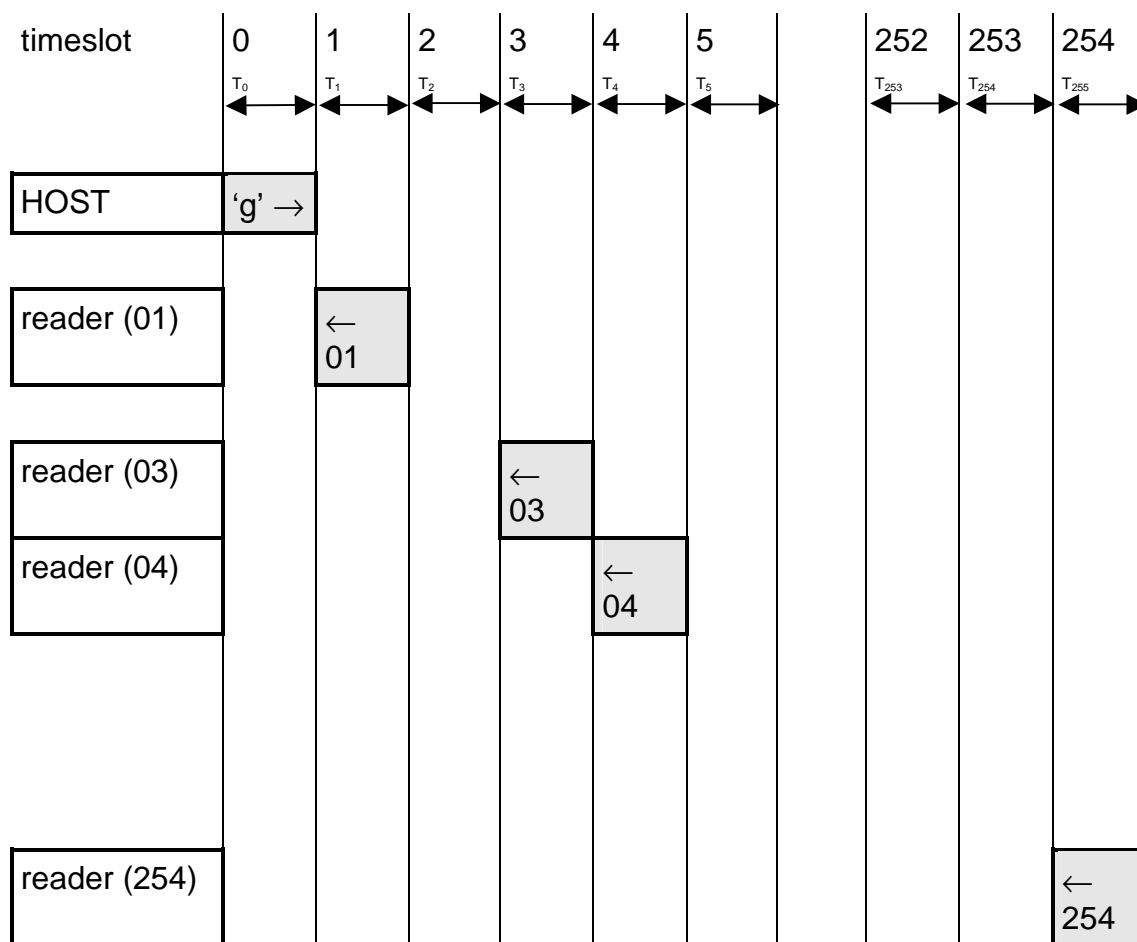 timeslot 0 1 2 3 4 5 252 253 254
T0 T1 T2 T3 T4 T5 T253 T254 T255
HOST ‘g’ →
reader (01) ←
01
reader (03) ←
03
reader (04) ←
04
reader (254) ←
254